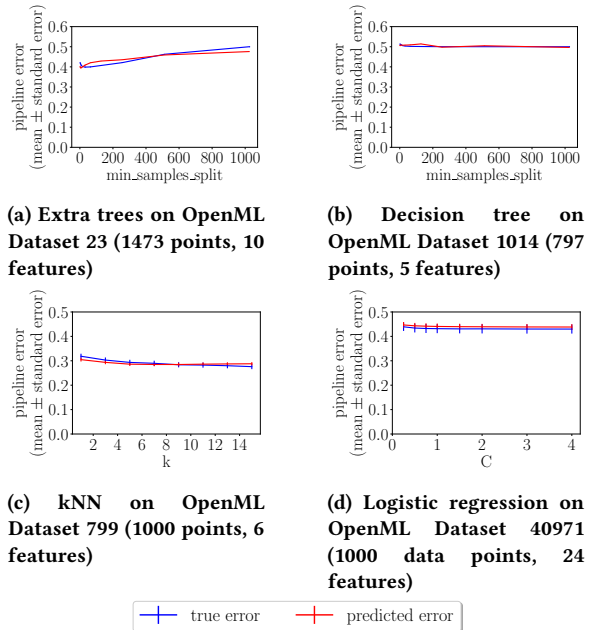 0.6
0.5
0.4
0.3
0.2
0.1
0.0
0 200 400 600 800 1000
min_samples_split
pipeline error
(mean ± standard error)
0.6
0.5
0.4
0.3
0.2
0.1
0.0
0 200 400 600 800 1000
min_samples_split
pipeline error
(mean ± standard error)
(a) Extra trees on OpenML
Dataset 23 (1473 points, 10
features)
(b) Decision tree on
OpenML Dataset 1014 (797
points, 5 features)
0.5
0.4
0.3
0.2
0.1
0.0
2 4 6 8 10 12 14
k
pipeline error
(mean ± standard error)
0.5
0.4
0.3
0.2
0.1
0.0
0 1 2 3 4
C
pipeline error
(mean ± standard error)
(c) kNN on OpenML
Dataset 799 (1000 points, 6
features)
(d) Logistic regression on
OpenML Dataset 40971
(1000 data points, 24
features)
true error predicted error